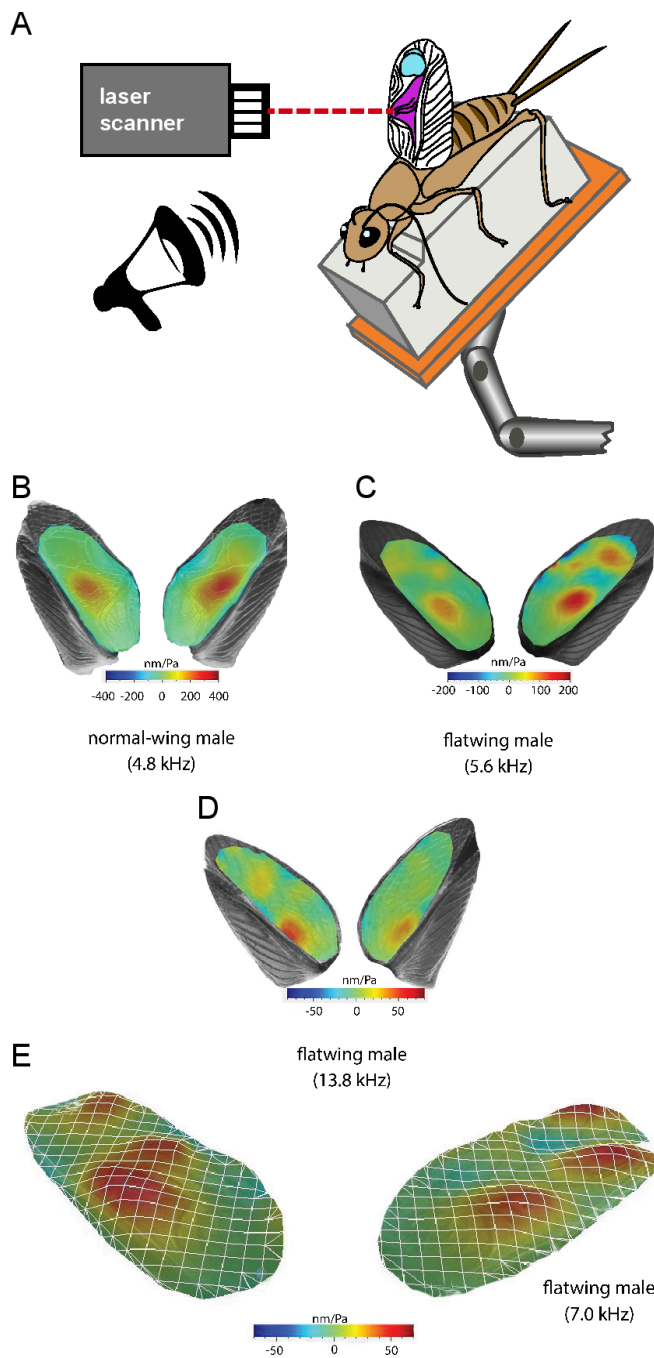 A
laser
scanner
B
C
nm/Pa
-400 -200 0 200 400
normal-wing male
(4.8 kHz)
nm/Pa
-200 -100 0 100 200
flatwing male
(5.6 kHz)
D
nm/Pa
-50 0 50
flatwing male
(13.8 kHz)
E
flatwing male
(7.0 kHz)
nm/Pa
-50 0 50